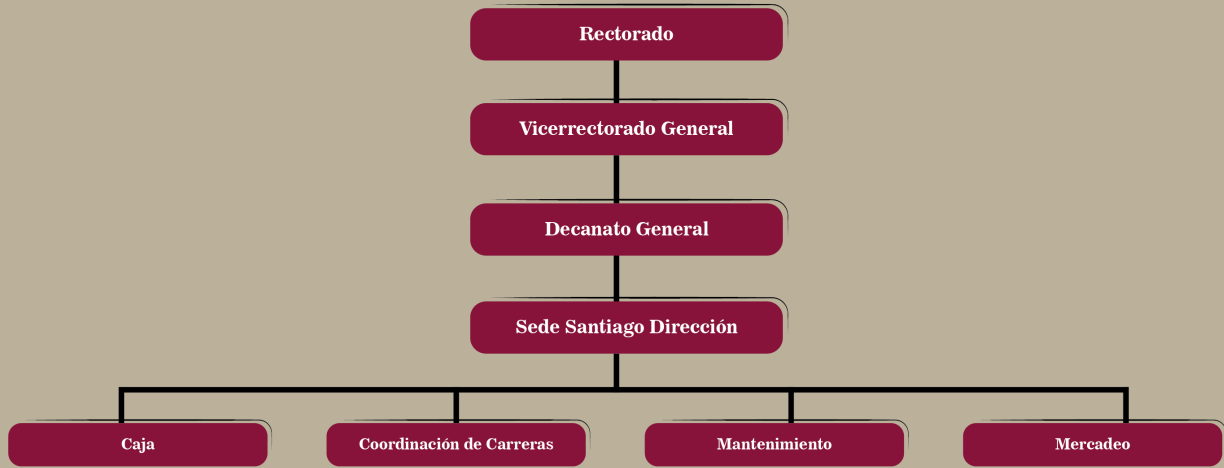 Rectorado
Vicerrectorado General
Decanato General
Sede Santiago Dirección
Caja
Coordinación de Carreras
Mantenimiento
Mercadeo